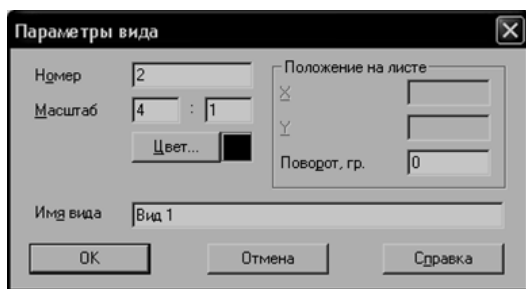 Параметры вида
Номер 2
Масштаб 4 : 1
Цвет...
Положение на листе
X
Y
Поворот, гр. 0
Имя вида Вид 1
OK Отмена Справка